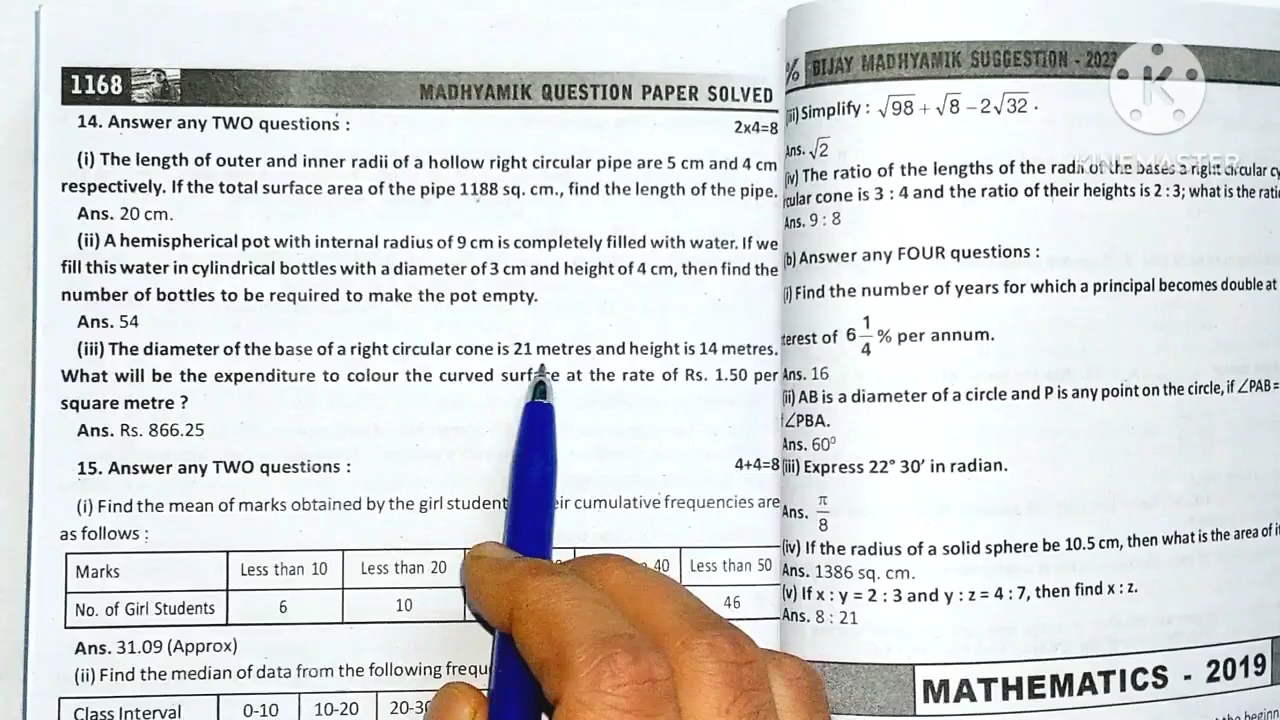 1168
MADHYAMIK QUESTION PAPER SOLVED
14. Answer any TWO questions : 2x4=8
(i) The length of outer and inner radii of a hollow right circular pipe are 5 cm and 4 cm
respectively. If the total surface area of the pipe 1188 sq. cm., find the length of the pipe.
Ans. 20 cm.
(ii) A hemispherical pot with internal radius of 9 cm is completely filled with water. If we
fill this water in cylindrical bottles with a diameter of 3 cm and height of 4 cm, then find the
number of bottles to be required to make the pot empty.
Ans. 54
(iii) The diameter of the base of a right circular cone is 21 metres and height is 14 metres.
What will be the expenditure to colour the curved surface at the rate of Rs. 1.50 per
square metre ?
Ans. Rs. 866.25
15. Answer any TWO questions : 4+4=8
(i) Find the mean of marks obtained by the girl student cumulative frequencies are
as follows :
Marks Less than 10 Less than 20 40 Less than 50
No. of Girl Students 6 10 46
Ans. 31.09 (Approx)
(ii) Find the median of data from the following
Class Interval 0-10 10-20
% BIJAY MADHYAMIK SUGGESTION - 2023
(iii) Simplify : √98 + √8 – 2√32 .
Ans. √2
(iv) The ratio of the lengths of the radii of the bases a right circular
cular cone is 3 : 4 and the ratio of their heights is 2 : 3; what is the
Ans. 9 : 8
(b) Answer any FOUR questions :
(i) Find the number of years for which a principal becomes double at
terest of 6 1/4 % per annum.
Ans. 16
(ii) AB is a diameter of a circle and P is any point on the circle, if ∠PAB=
∠PBA.
Ans. 60⁰
(iii) Express 22° 30′ in radian.
Ans. π/8
(iv) If the radius of a solid sphere be 10.5 cm, then what is the area of
Ans. 1386 sq. cm.
(v) If x : y = 2 : 3 and y : z = 4 : 7, then find x : z.
Ans. 8 : 21
MATHEMATICS - 2019
K
KINEMASTER